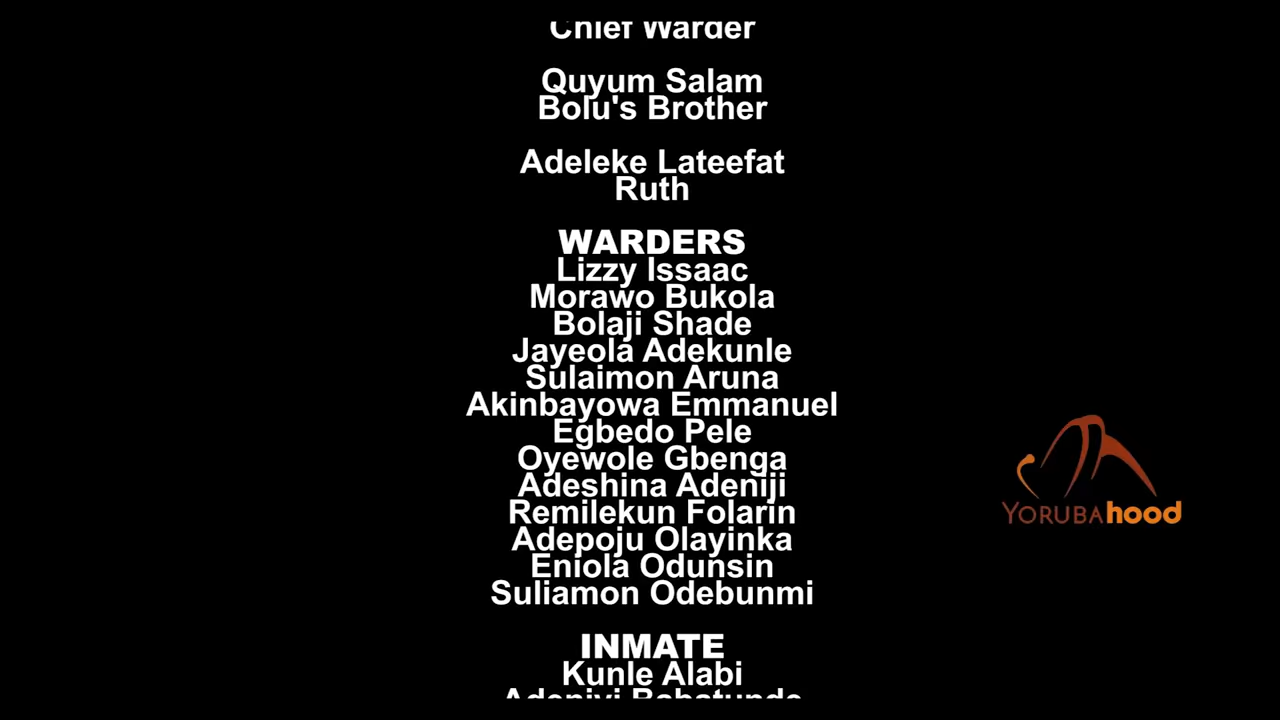 Chief Warder
Quyum Salam
Bolu's Brother
Adeleke Lateefat
Ruth
WARDERS
Lizzy Issaac
Morawo Bukola
Bolaji Shade
Jayeola Adekunle
Sulaimon Aruna
Akinbayowa Emmanuel
Egbedo Pele
Oyewole Gbenga
Adeshina Adeniji
Remilekun Folarin
Adepoju Olayinka
Eniola Odunsin
Suliamon Odebunmi
INMATE
Kunle Alabi
Adeniyi Babatunde
YORUBAhood